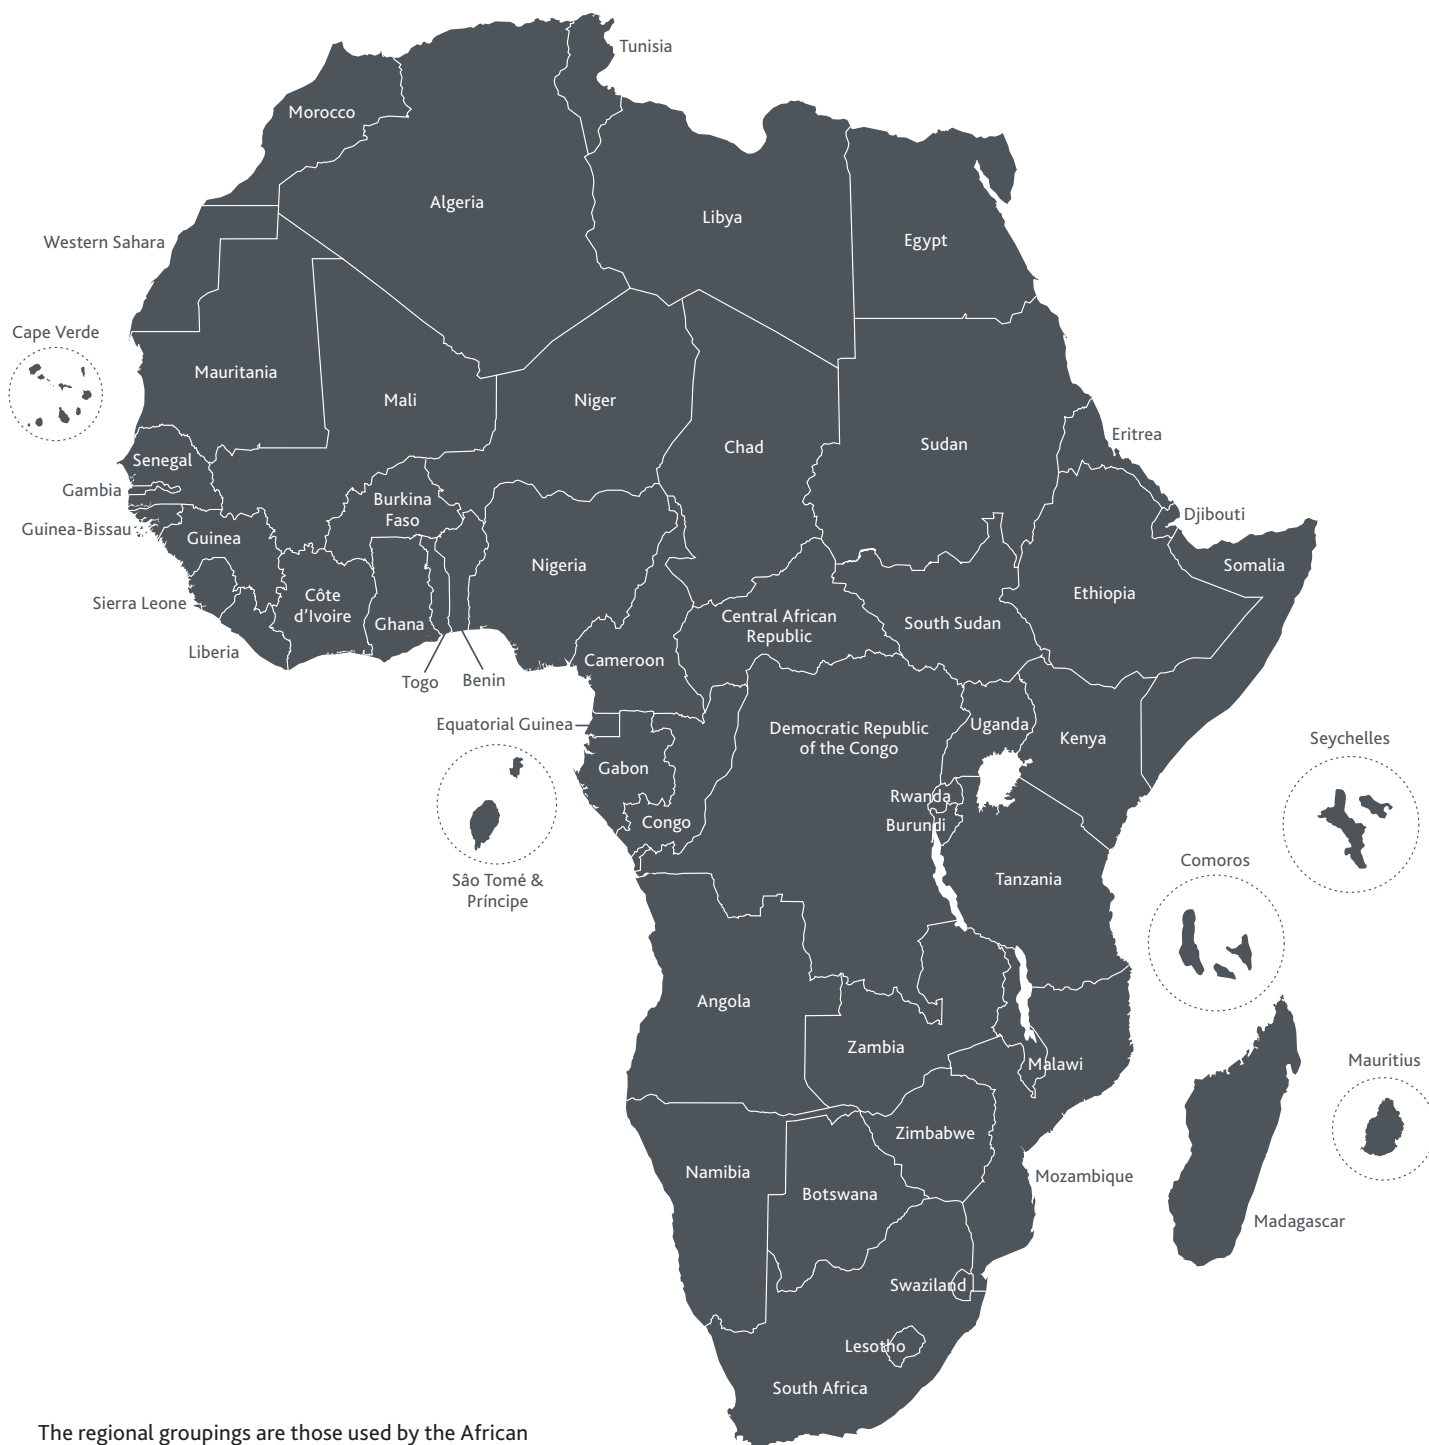 Tunisia
Morocco
Algeria
Libya
Egypt
Western Sahara
Cape Verde
Mauritania
Mali
Niger
Chad
Sudan
Eritrea
Senegal
Gambia
Burkina
Faso
Djibouti
Guinea-Bissau
Guinea
Nigeria
Somalia
Ethiopia
Sierra Leone
Côte
d’Ivoire
Ghana
Central African
Republic
South Sudan
Liberia
Togo
Benin
Cameroon
Equatorial Guinea
Democratic Republic
of the Congo
Uganda
Kenya
Seychelles
Gabon
Rwanda
Congo
Burundi
Sâo Tomé &
Príncipe
Tanzania
Comoros
Angola
Zambia
Malawi
Mauritius
Zimbabwe
Namibia
Botswana
Mozambique
Madagascar
Swaziland
Lesotho
South Africa
The regional groupings are those used by the African